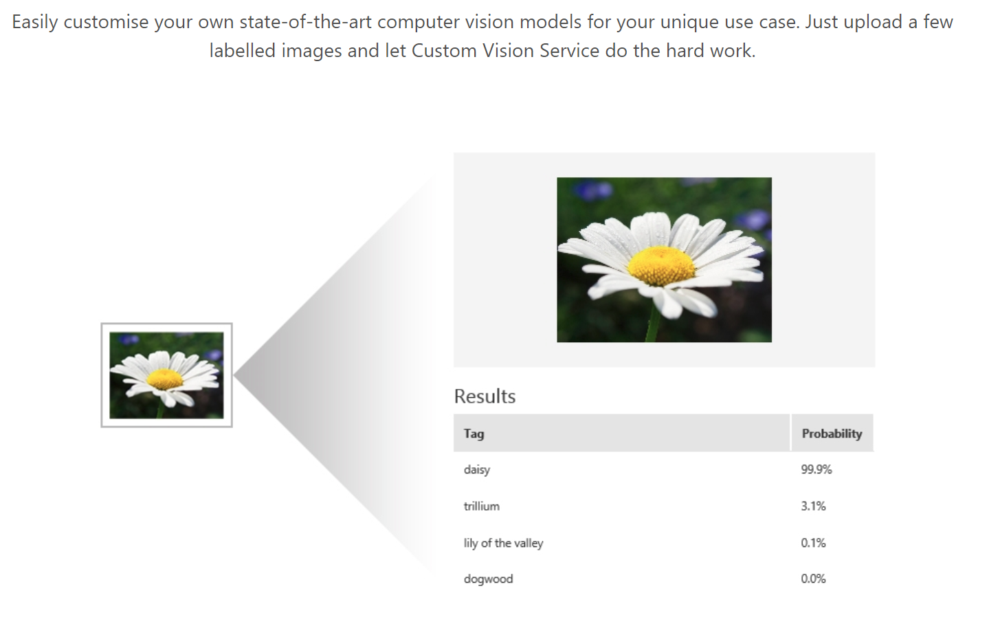 Easily customise your own state-of-the-art computer vision models for your unique use case. Just upload a few
labelled images and let Custom Vision Service do the hard work.
Results
Tag Probability
daisy 99.9%
trillium 3.1%
lily of the valley 0.1%
dogwood 0.0%